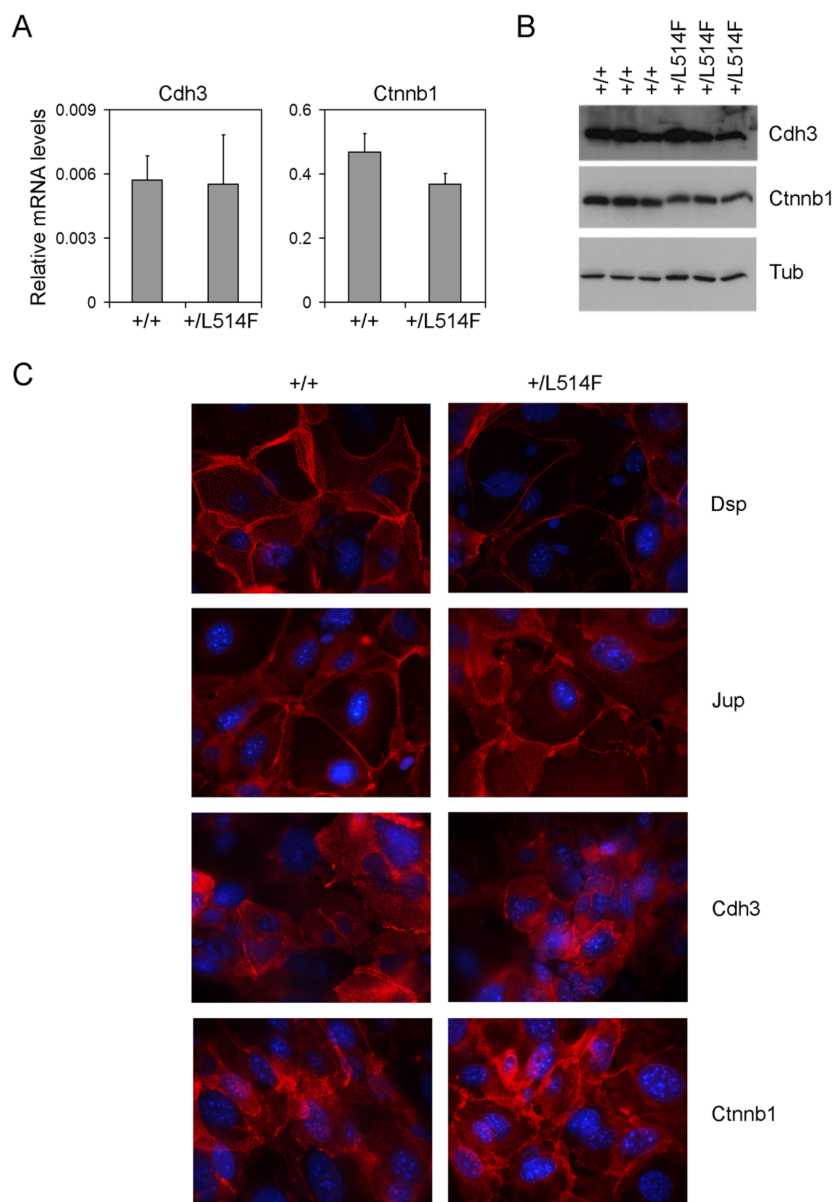 A
Cdh3
Ctnnb1
Relative mRNA levels
0.009
0.006
0.003
0
0.6
0.4
0.2
0
+/+
+/L514F
+/+
+/L514F
B
+/+
+/+
+/+
+/L514F
+/L514F
+/L514F
Cdh3
Ctnnb1
Tub
C
+/+
+/L514F
Dsp
Jup
Cdh3
Ctnnb1